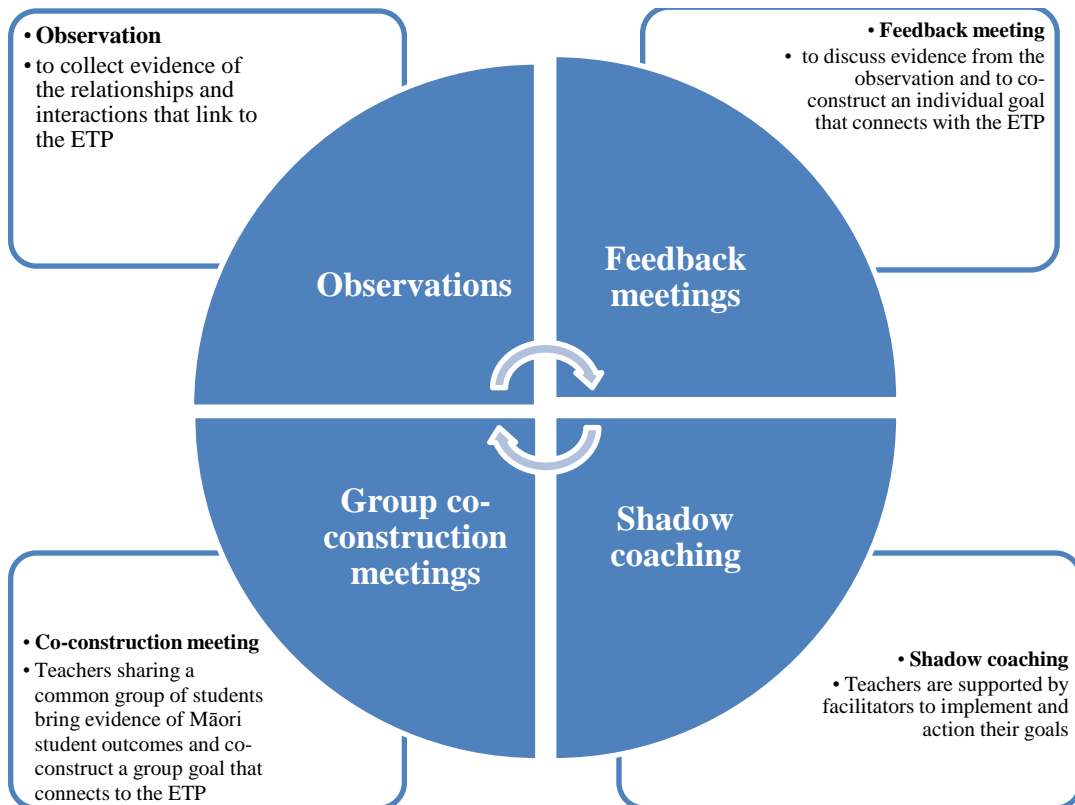 • Observation
• to collect evidence of
the relationships and
interactions that link to
the ETP
• Feedback meeting
• to discuss evidence from the
observation and to co-
construct an individual goal
that connects with the ETP
Observations
Feedback
meetings
Group co-
construction
meetings
Shadow
coaching
• Co-construction meeting
• Teachers sharing a
common group of students
bring evidence of Māori
student outcomes and co-
construct a group goal that
connects to the ETP
• Shadow coaching
• Teachers are supported by
facilitators to implement and
action their goals